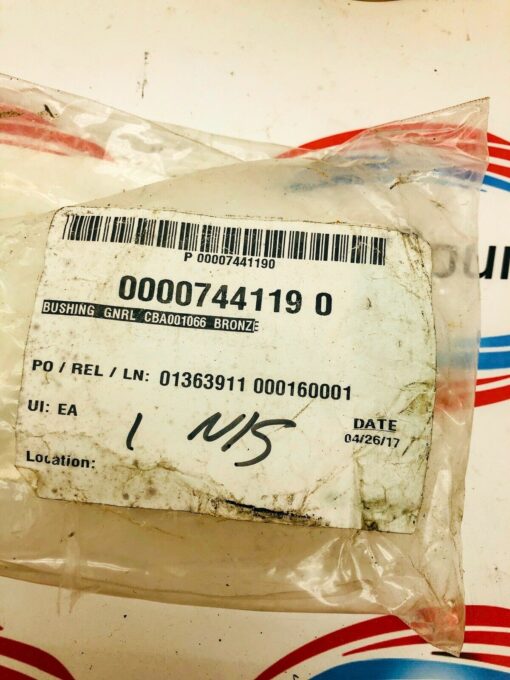 P 00007441190
0000744119 0
BUSHING GNRL CBA001066 BRONZE
PO / REL / LN: 01363911 000160001
UI: EA
1 N/S
DATE
04/26/17
Location: